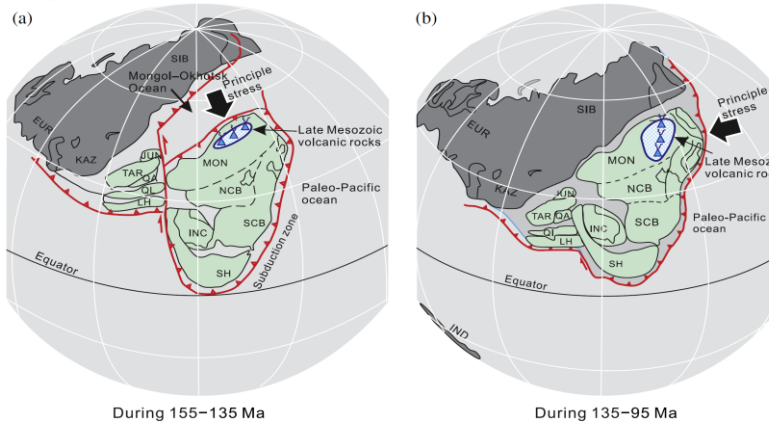 (a)
SIB
Mongol–Okhotsk
Ocean
Principle
stress
EUR
KAZ
Late Mesozoic
volcanic rocks
JUN
TAR
QA
QL
LH
MON
NCB
Paleo-Pacific
ocean
INC
SCB
SH
Subduction zone
Equator
During 155–135 Ma
(b)
SIB
Principle
stress
EUR
KAZ
MON
Late Mesozo
volcanic roc
NCB
JUN
TAR
QA
QI
LH
INC
SCB
Paleo-Pacific
ocean
SH
Equator
IND
During 135–95 Ma